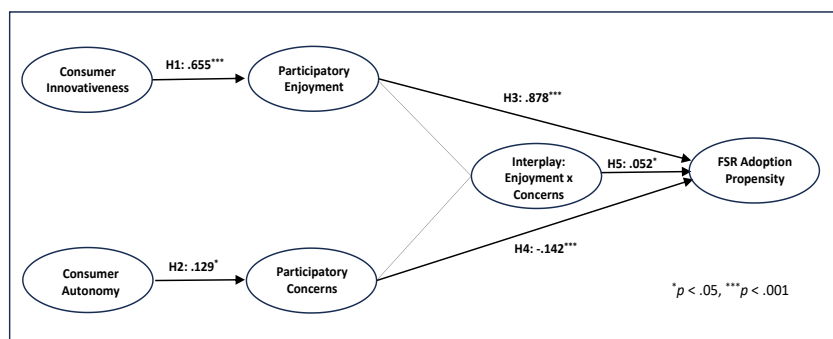 H1: .655***
Consumer
Innovativeness
Participatory
Enjoyment
H3: .878***
Interplay:
Enjoyment x
Concerns
H5: .052*
FSR Adoption
Propensity
H4: -.142***
H2: .129*
Consumer
Autonomy
Participatory
Concerns
*p < .05, ***p < .001